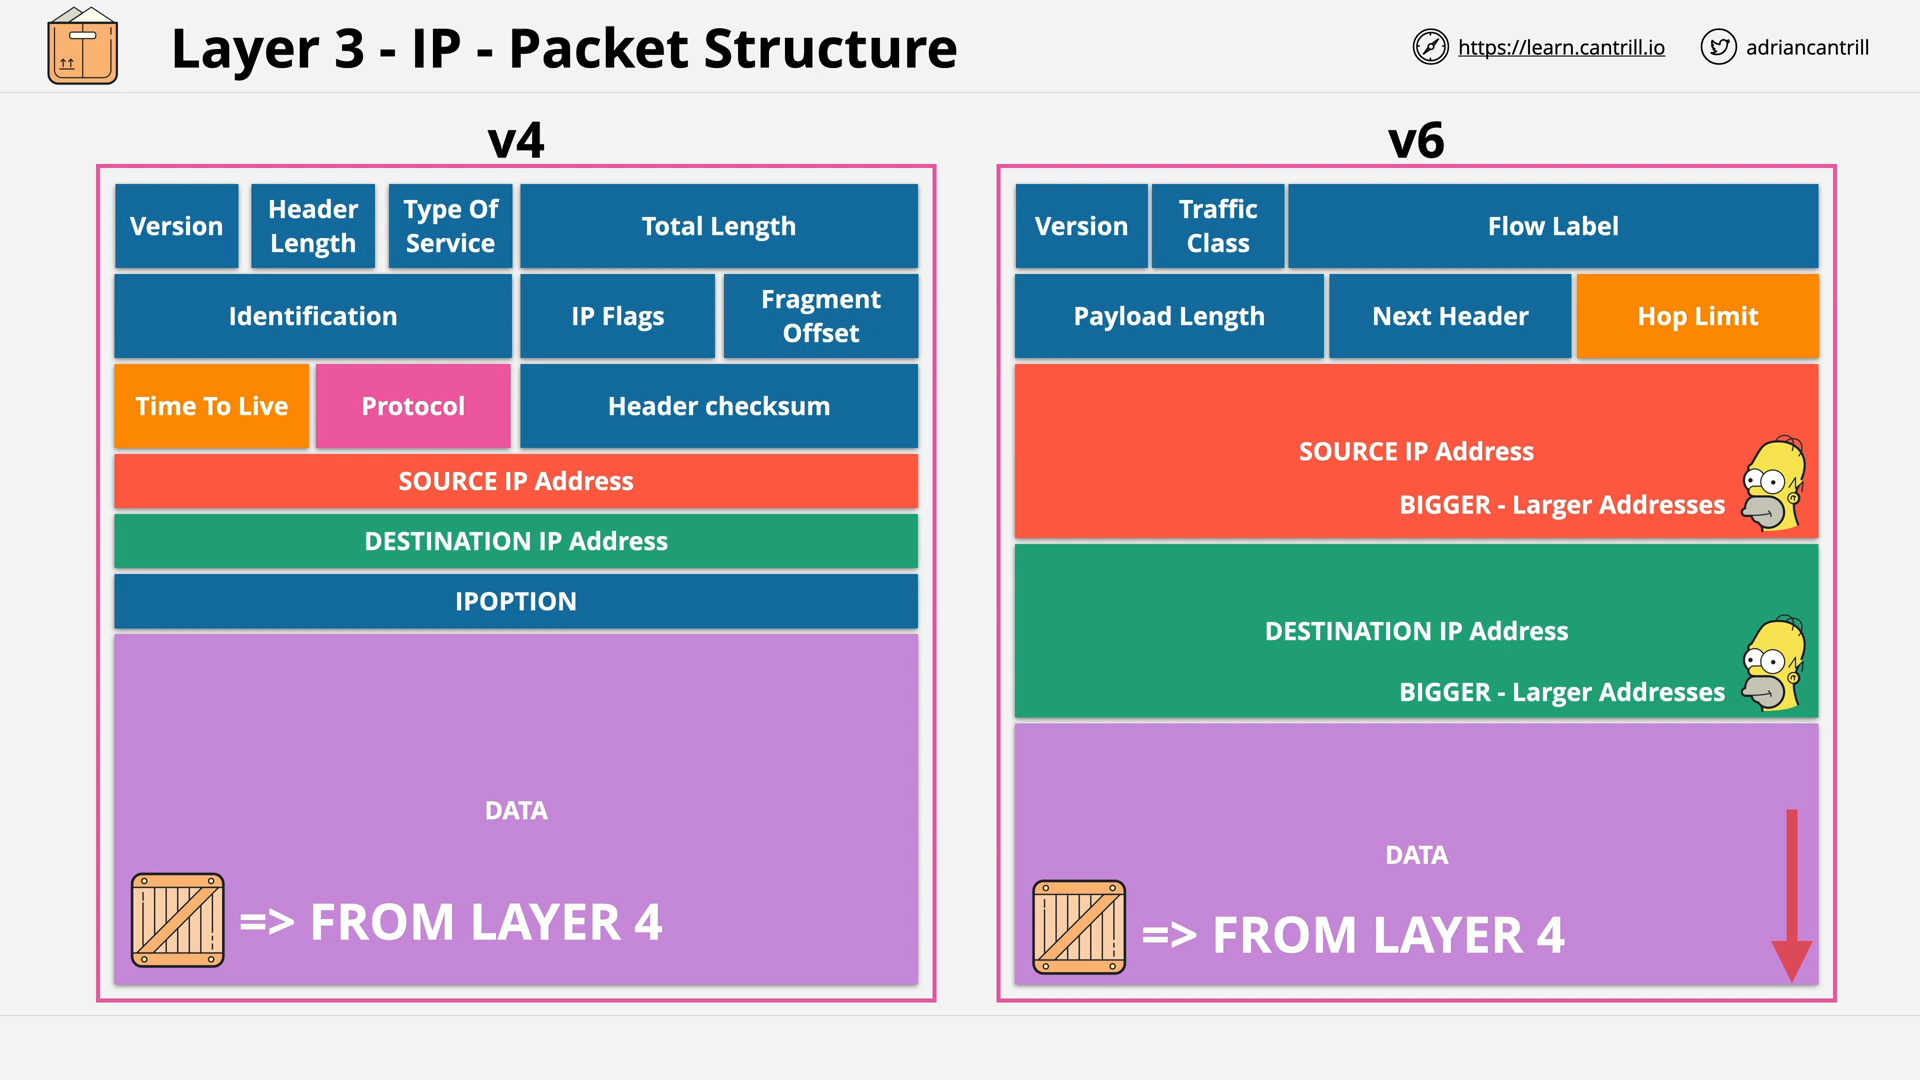 Layer 3 - IP - Packet Structure
https://learn.cantrill.io
adriancantrill
v4
Version
Header
Length
Type Of
Service
Total Length
Identification
IP Flags
Fragment
Offset
Time To Live
Protocol
Header checksum
SOURCE IP Address
DESTINATION IP Address
IPOPTION
DATA
=> FROM LAYER 4
v6
Version
Traffic
Class
Flow Label
Payload Length
Next Header
Hop Limit
SOURCE IP Address
BIGGER - Larger Addresses
DESTINATION IP Address
BIGGER - Larger Addresses
DATA
=> FROM LAYER 4